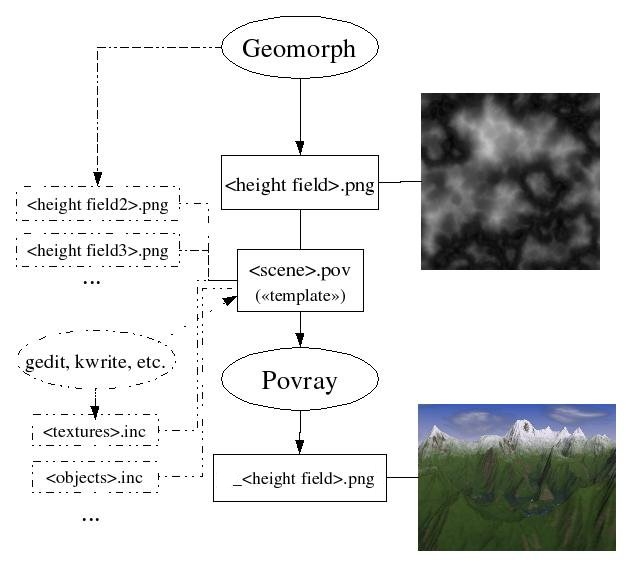 Geomorph
<height field>.png
<height field2>.png
<height field3>.png
...
<scene>.pov
(«template»)
gedit, kwrite, etc.
Povray
<textures>.inc
<objects>.inc
_<height field>.png
...